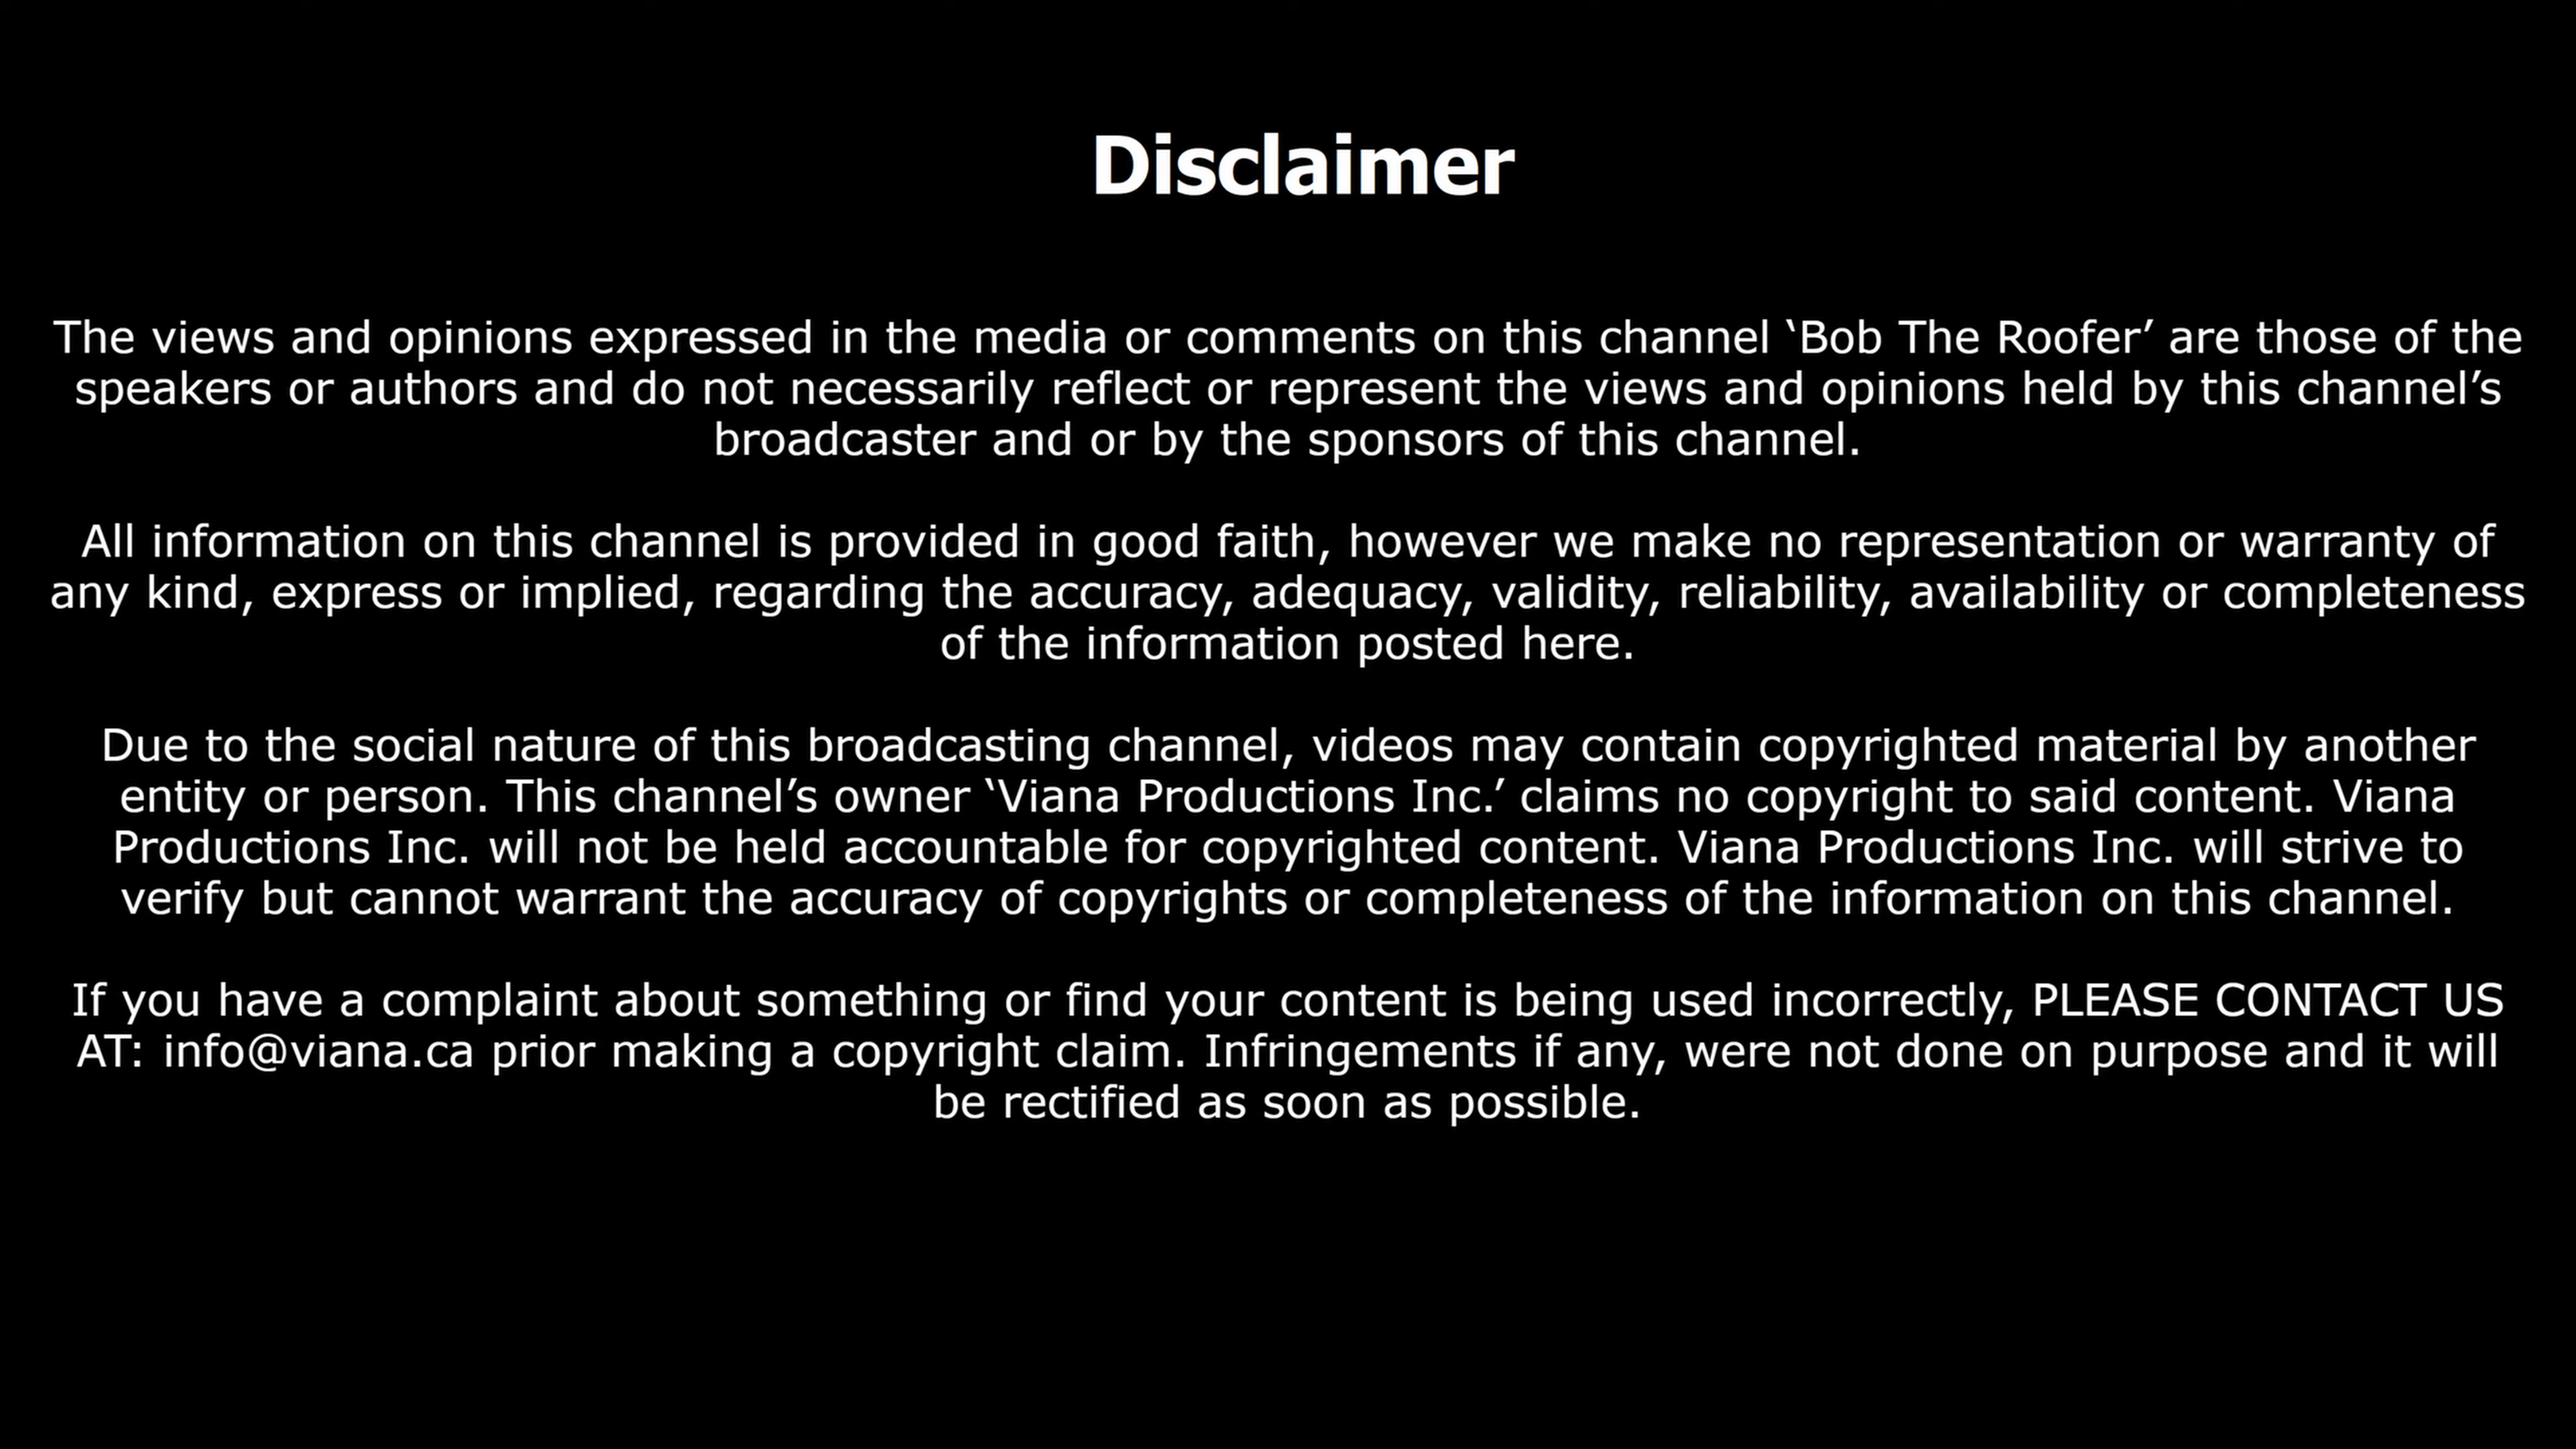 Disclaimer
The views and opinions expressed in the media or comments on this channel ‘Bob The Roofer’ are those of the
speakers or authors and do not necessarily reflect or represent the views and opinions held by this channel’s
broadcaster and or by the sponsors of this channel.
All information on this channel is provided in good faith, however we make no representation or warranty of
any kind, express or implied, regarding the accuracy, adequacy, validity, reliability, availability or completeness
of the information posted here.
Due to the social nature of this broadcasting channel, videos may contain copyrighted material by another
entity or person. This channel’s owner ‘Viana Productions Inc.’ claims no copyright to said content. Viana
Productions Inc. will not be held accountable for copyrighted content. Viana Productions Inc. will strive to
verify but cannot warrant the accuracy of copyrights or completeness of the information on this channel.
If you have a complaint about something or find your content is being used incorrectly, PLEASE CONTACT US
AT: info@viana.ca prior making a copyright claim. Infringements if any, were not done on purpose and it will
be rectified as soon as possible.